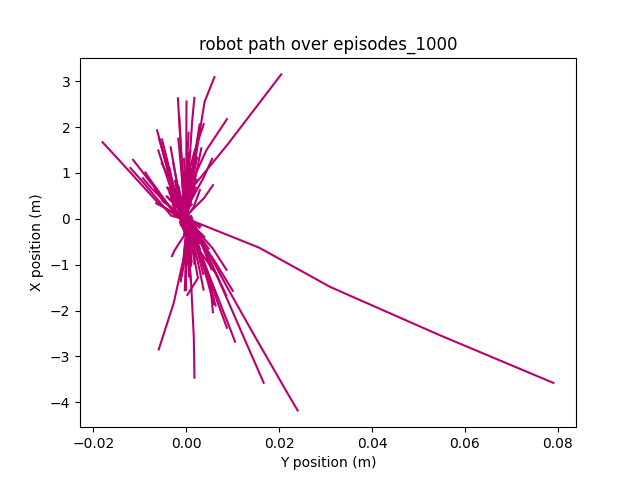 robot path over episodes_1000
3
2
1
0
−1
−2
−3
−4
X position (m)
−0.02 0.00 0.02 0.04 0.06 0.08
Y position (m)